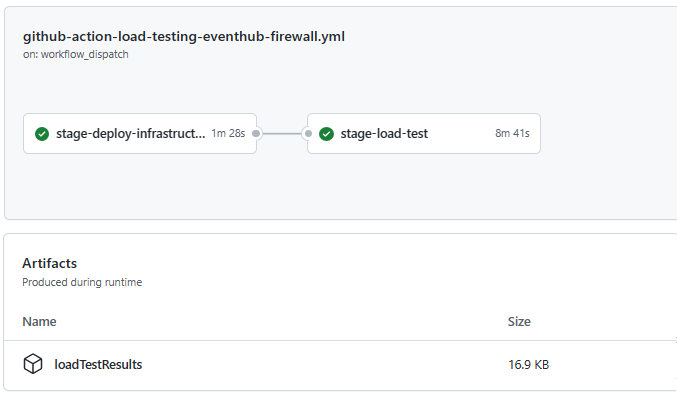 github-action-load-testing-eventhub-firewall.yml
on: workflow_dispatch
stage-deploy-infrastruct... 1m 28s
stage-load-test 8m 41s
Artifacts
Produced during runtime
Name Size
loadTestResults 16.9 KB